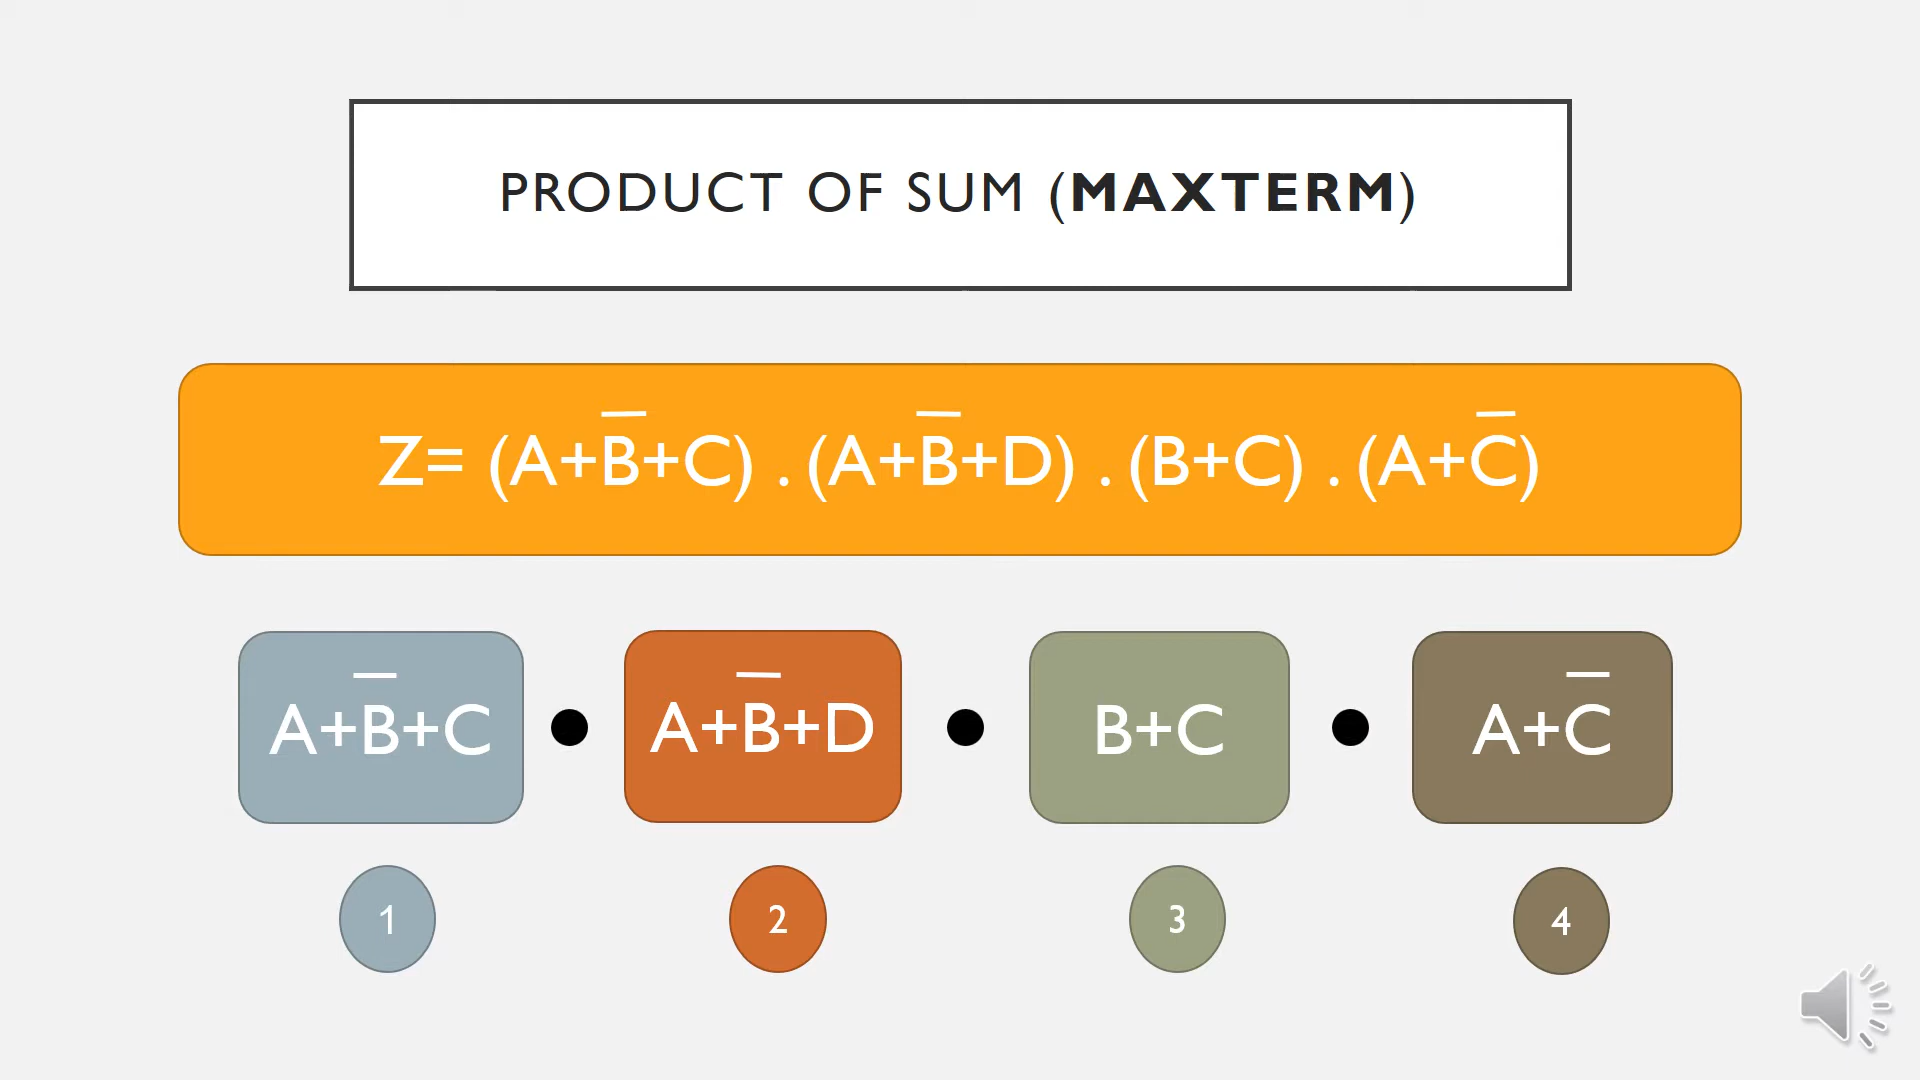 PRODUCT OF SUM (MAXTERM)
Z= (A+B̅+C) . (A+B̅+D) . (B+C) . (A+C̅)
A+B̅+C • A+B̅+D • B+C • A+C̅
1 2 3 4